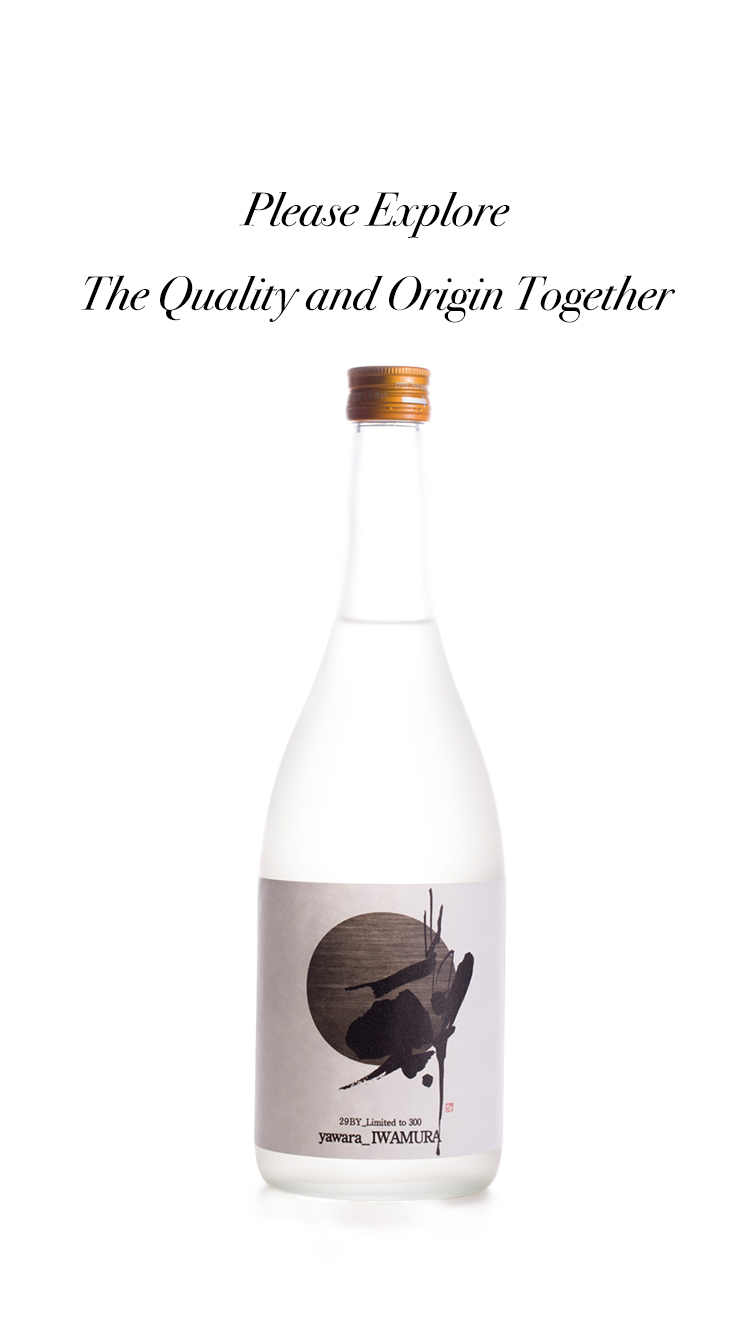 Please Explore
The Quality and Origin Together
29BY_Limited to 300
yawara_IWAMURA